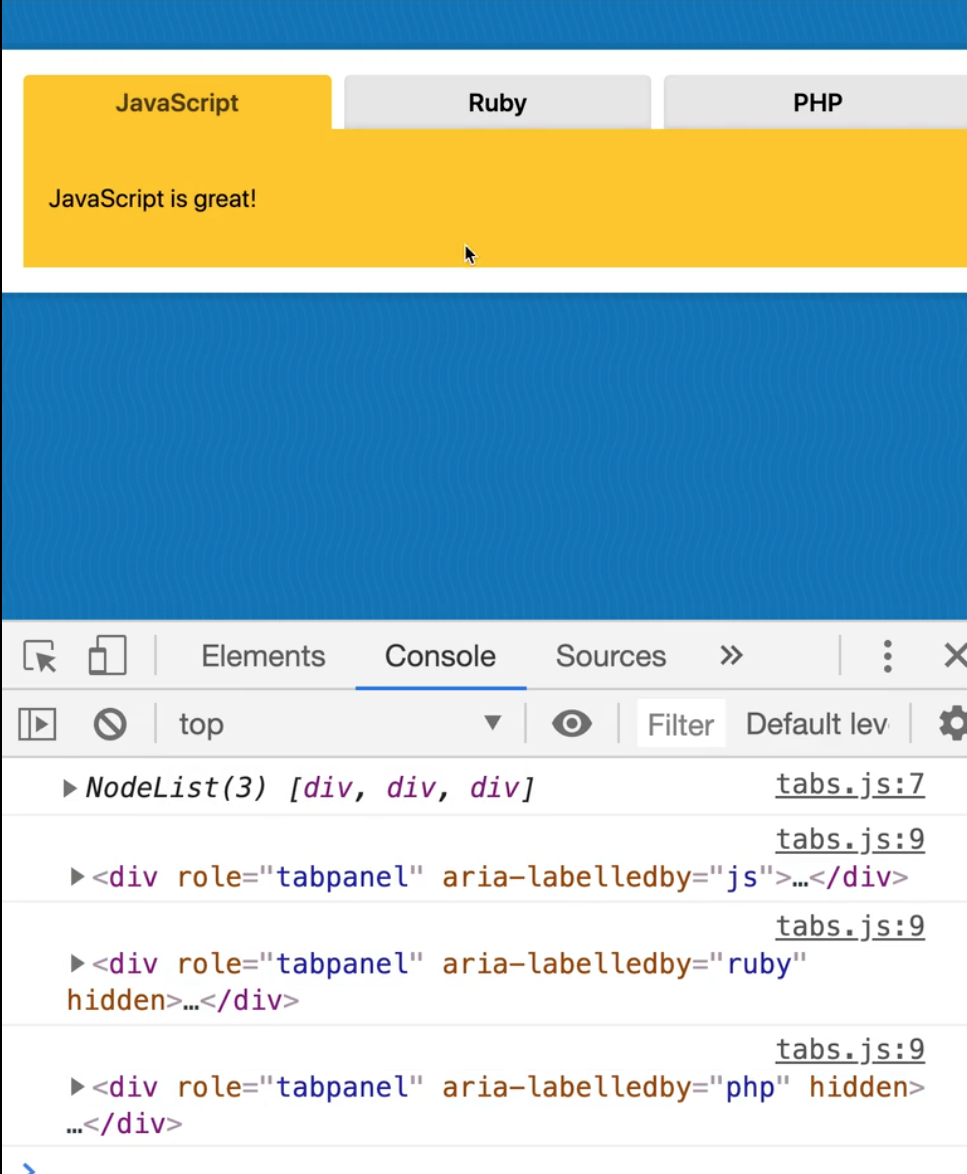 JavaScript Ruby PHP
JavaScript is great!
Elements Console Sources »
top ▼ Filter Default lev
▶NodeList(3) [div, div, div] tabs.js:7
tabs.js:9
▶<div role="tabpanel" aria-labelledby="js">…</div>
tabs.js:9
▶<div role="tabpanel" aria-labelledby="ruby"
hidden>…</div>
tabs.js:9
▶<div role="tabpanel" aria-labelledby="php" hidden>
…</div>